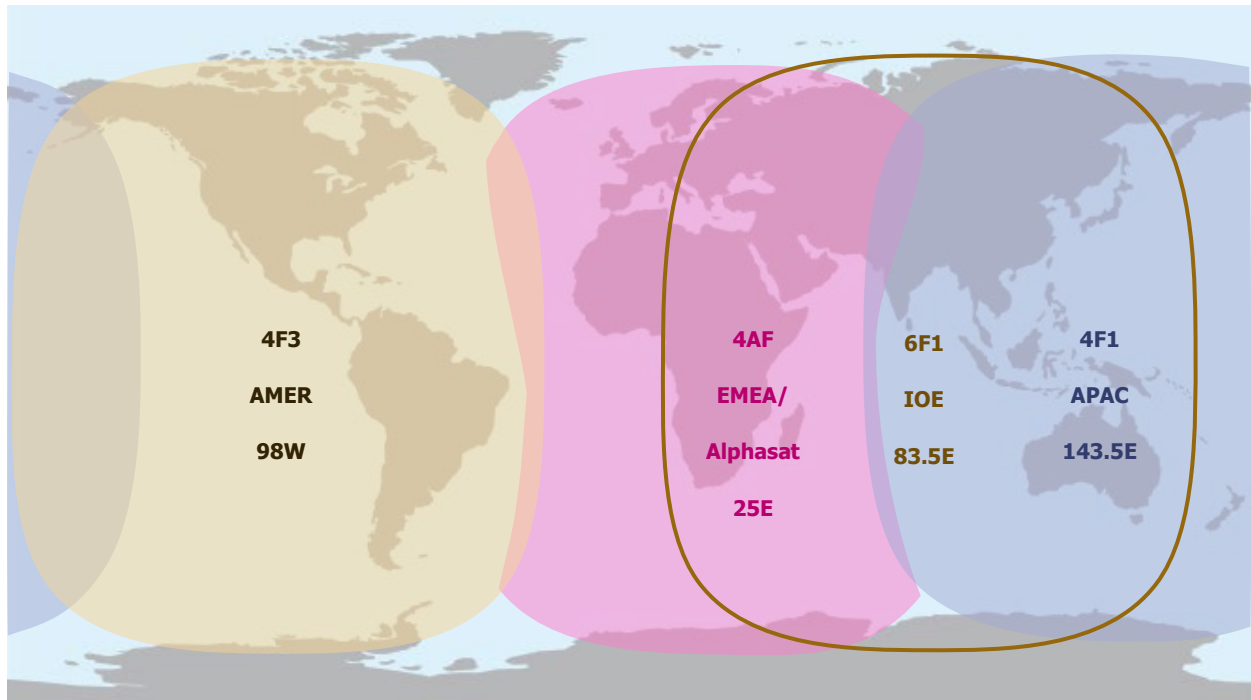 4F3
AMER
98W
4AF
EMEA/
Alphasat
25E
6F1
IOE
83.5E
4F1
APAC
143.5E